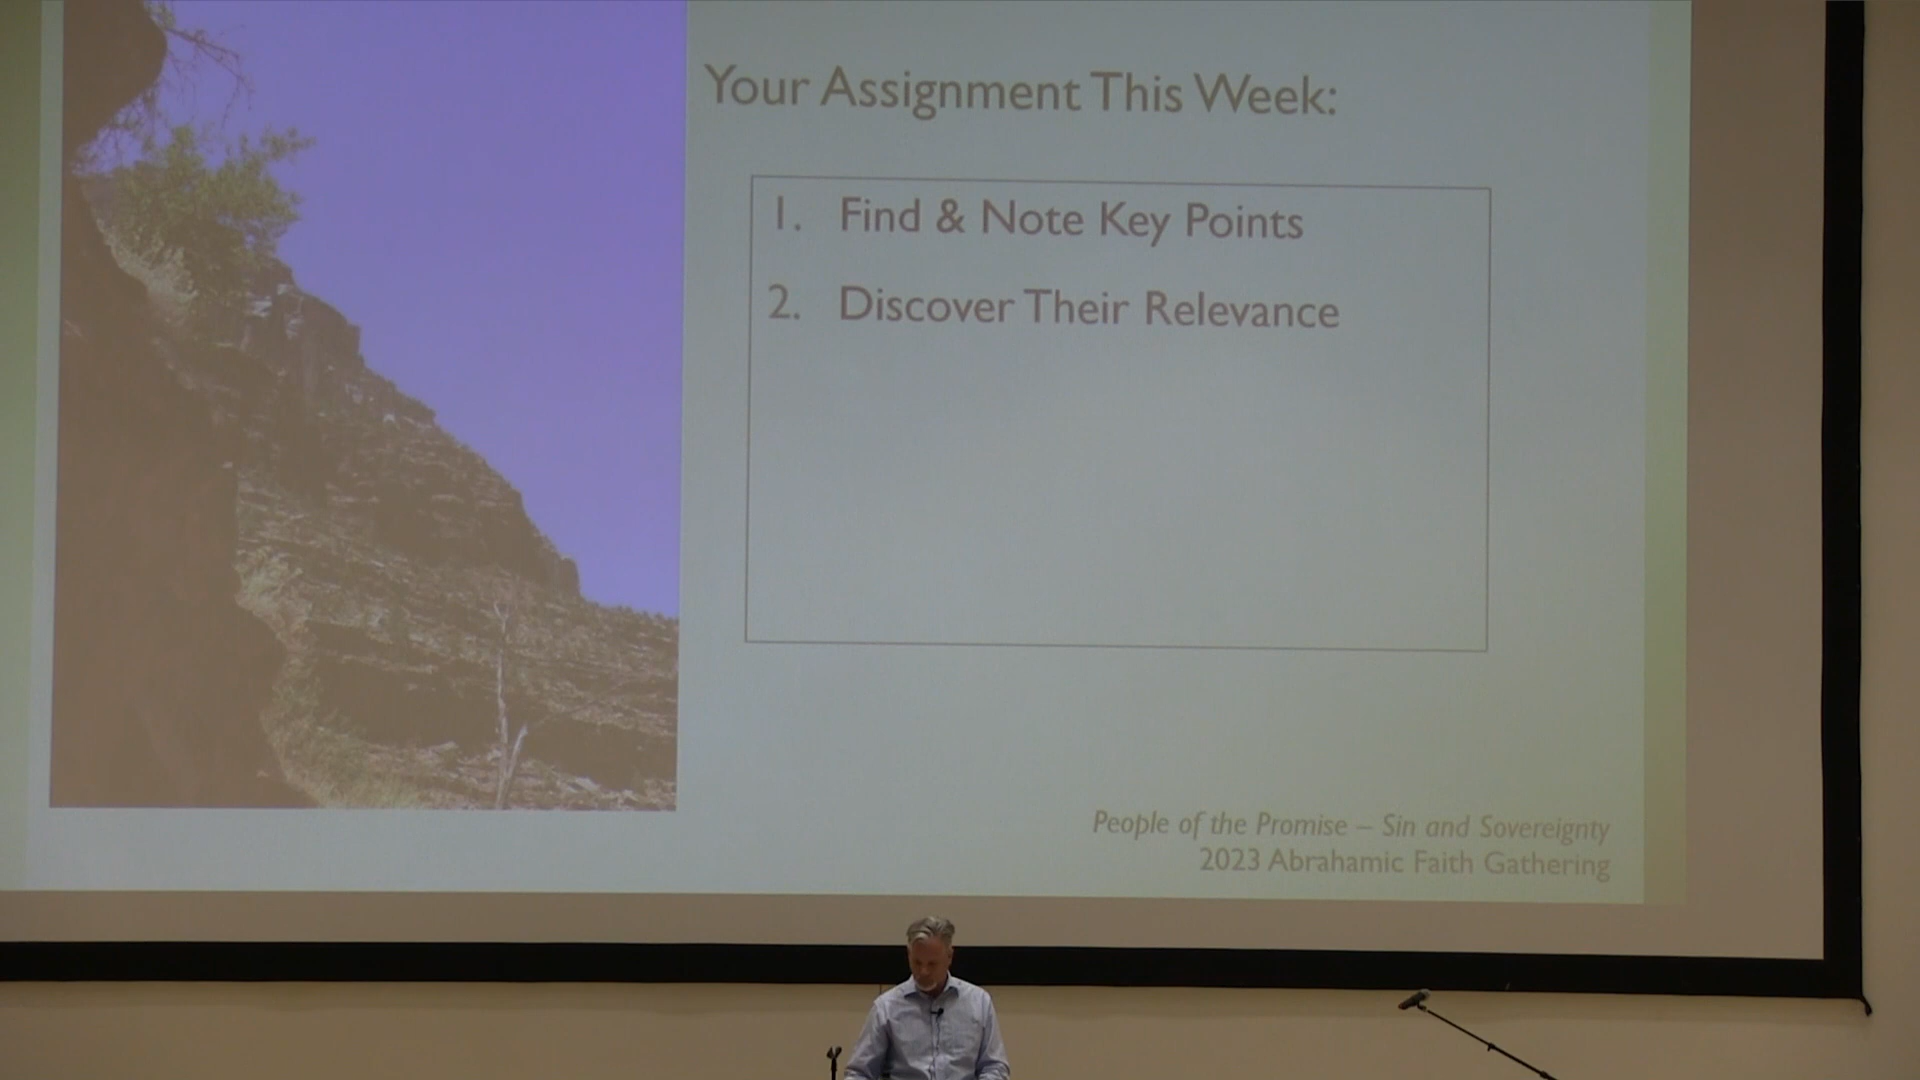 Your Assignment This Week:
1. Find & Note Key Points
2. Discover Their Relevance
People of the Promise – Sin and Sovereignty
2023 Abrahamic Faith Gathering